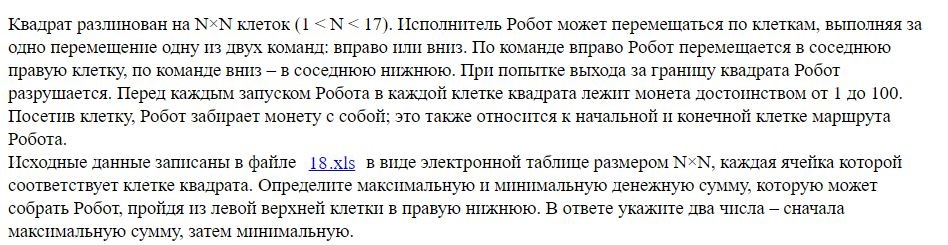 Квадрат разлинован на N×N клеток (1 < N < 17). Исполнитель Робот может перемещаться по клеткам, выполняя за
одно перемещение одну из двух команд: вправо или вниз. По команде вправо Робот перемещается в соседнюю
правую клетку, по команде вниз – в соседнюю нижнюю. При попытке выхода за границу квадрата Робот
разрушается. Перед каждым запуском Робота в каждой клетке квадрата лежит монета достоинством от 1 до 100.
Посетив клетку, Робот забирает монету с собой; это также относится к начальной и конечной клетке маршрута
Робота.
Исходные данные записаны в файле 18.xls в виде электронной таблице размером N×N, каждая ячейка которой
соответствует клетке квадрата. Определите максимальную и минимальную денежную сумму, которую может
собрать Робот, пройдя из левой верхней клетки в правую нижнюю. В ответе укажите два числа – сначала
максимальную сумму, затем минимальную.